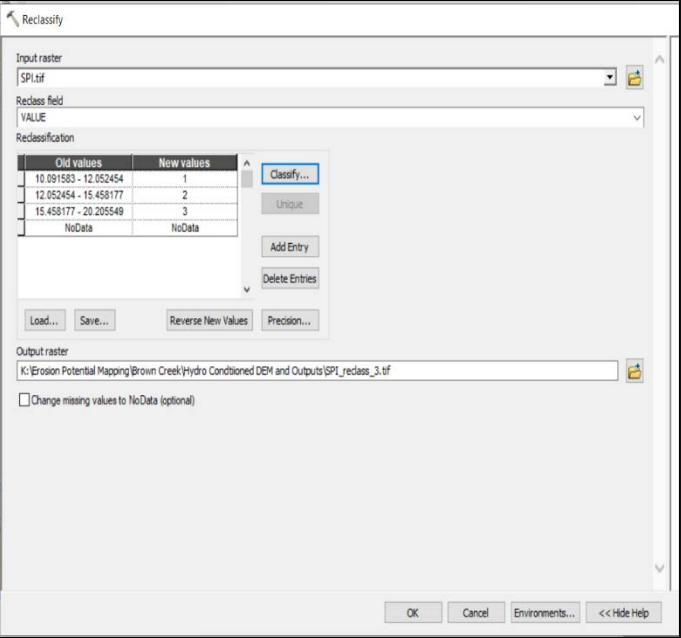 Reclassify
Input raster
SPI.tif
Reclass field
VALUE
Reclassification
Old values New values
10.091583 - 12.052454 1
12.052454 - 15.458177 2
15.458177 - 20.205549 3
NoData NoData
Classify...
Unique
Add Entry
Delete Entries
Load... Save... Reverse New Values Precision...
Output raster
K:\Erosion Potential Mapping\Brown Creek\Hydro Condtioned DEM and Outputs\SPI_reclass_3.tif
Change missing values to NoData (optional)
OK Cancel Environments... << Hide Help